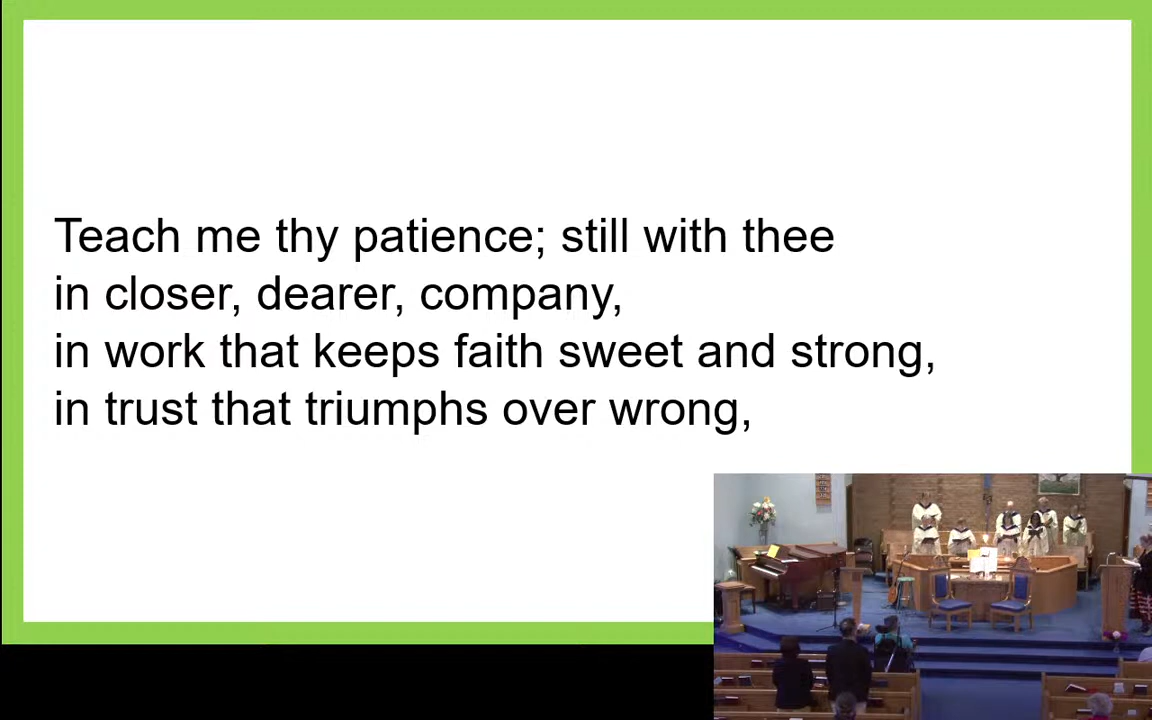 Teach me thy patience; still with thee
in closer, dearer, company,
in work that keeps faith sweet and strong,
in trust that triumphs over wrong,